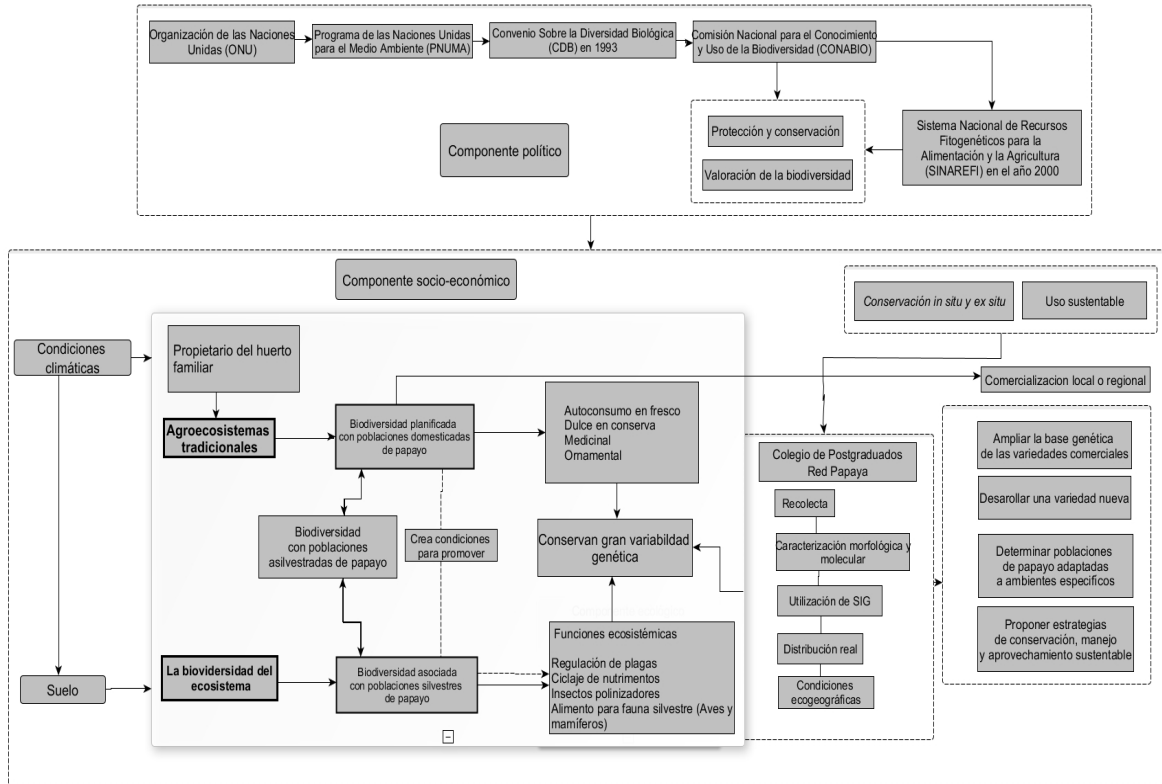 Organización de las Naciones
Unidas (ONU)
Programa de las Naciones Unidas
para el Medio Ambiente (PNUMA)
Convenio Sobre la Diversidad Biológica
(CDB) en 1993
Comisión Nacional para el Conocimiento
y Uso de la Biodiversidad (CONABIO)
Componente político
Protección y conservación
Valoración de la biodiversidad
Sistema Nacional de Recursos
Fitogenéticos para la
Alimentación y la Agricultura
(SINAREFI) en el año 2000
Componente socio-económico
Conservación in situ y ex situ
Uso sustentable
Condiciones
climáticas
Propietario del huerto
familiar
Comercializacion local o regional
Agroecosistemas
tradicionales
Biodiversidad planificada
con poblaciones domesticadas
de papayo
Autoconsumo en fresco
Dulce en conserva
Medicinal
Ornamental
Colegio de Postgraduados
Red Papaya
Ampliar la base genética
de las variedades comerciales
Recolecta
Desarollar una variedad nueva
Biodiversidad
con poblaciones
asilvestradas de papayo
Crea condiciones
para promover
Conservan gran variabildad
genética
Caracterización morfológica y
molecular
Determinar poblaciones
de papayo adaptadas
a ambientes especificos
Utilización de SIG
Distribución real
Proponer estrategias
de conservación, manejo
y aprovechamiento sustentable
Condiciones
ecogeográficas
Suelo
La biovidersidad del
ecosistema
Biodiversidad asociada
con poblaciones silvestres
de papayo
Funciones ecosistémicas
Regulación de plagas
Ciclaje de nutrimentos
Insectos polinizadores
Alimento para fauna silvestre (Aves y
mamíferos)